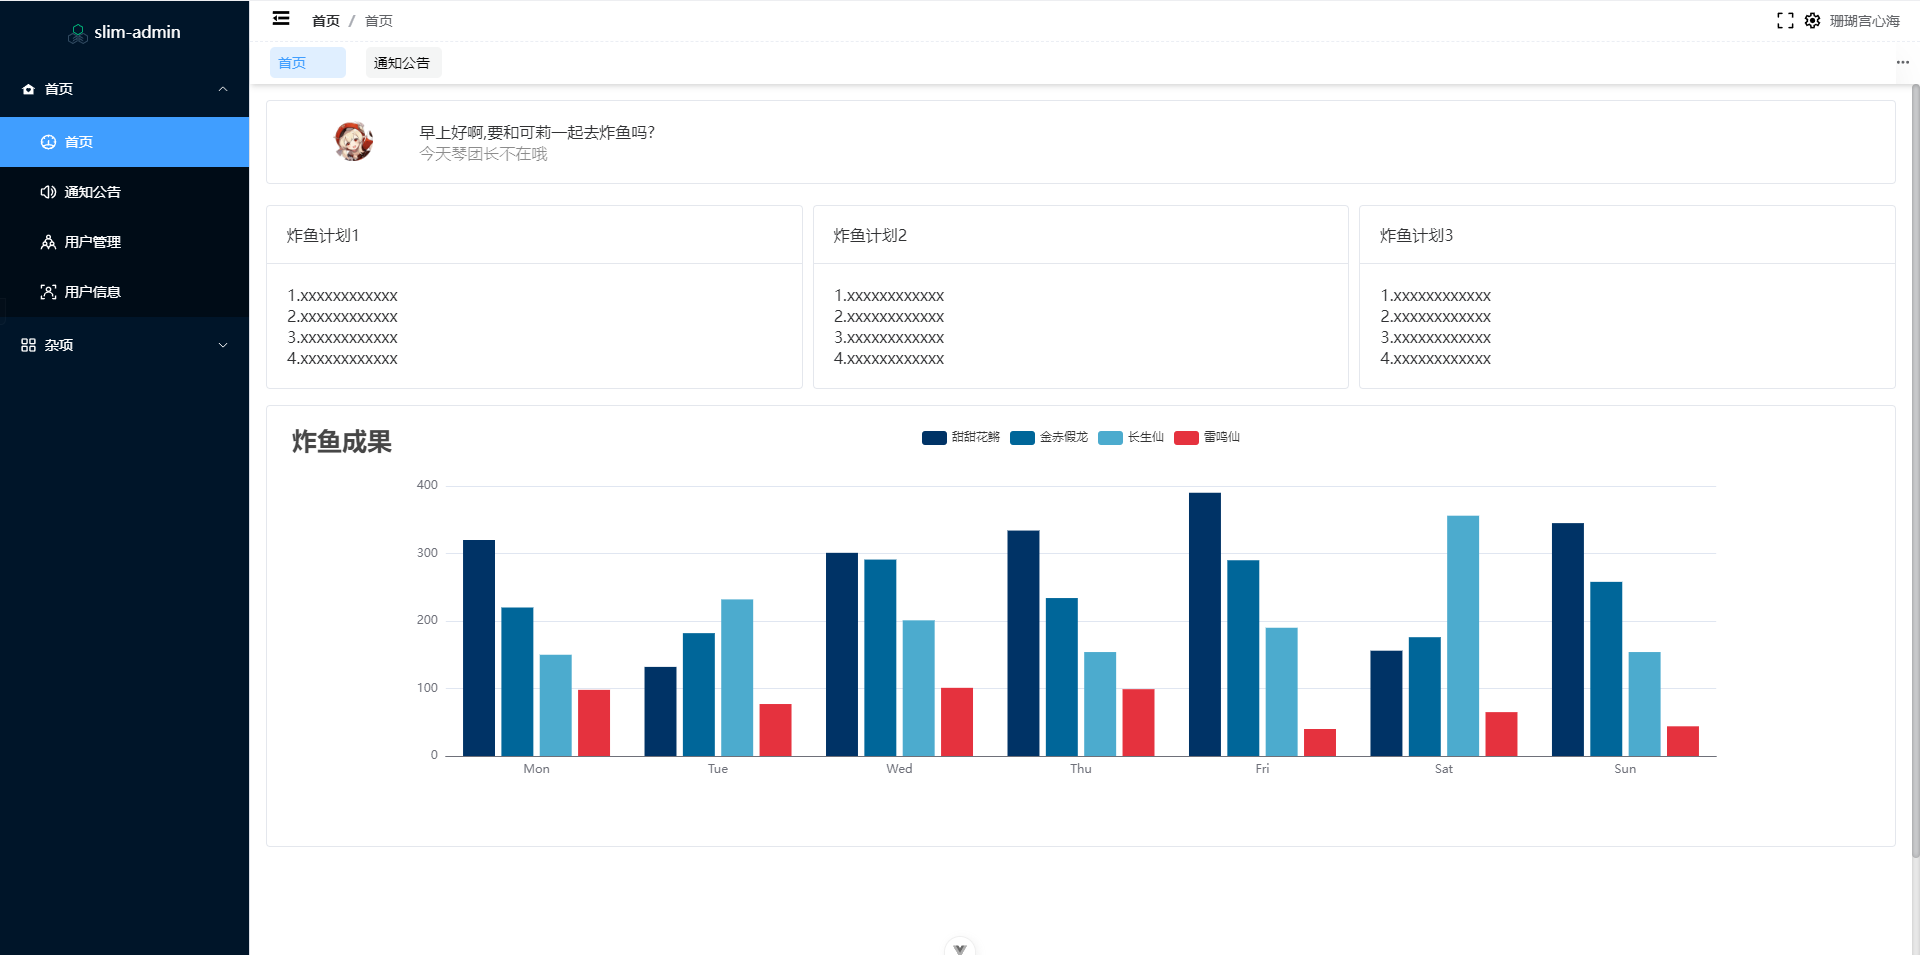 slim-admin
首页
首页
通知公告
用户管理
用户信息
杂项
首页 / 首页
珊瑚宫心海
首页
通知公告
早上好啊,要和可莉一起去炸鱼吗?
今天琴团长不在哦
炸鱼计划1
1.xxxxxxxxxxxx
2.xxxxxxxxxxxx
3.xxxxxxxxxxxx
4.xxxxxxxxxxxx
炸鱼计划2
1.xxxxxxxxxxxx
2.xxxxxxxxxxxx
3.xxxxxxxxxxxx
4.xxxxxxxxxxxx
炸鱼计划3
1.xxxxxxxxxxxx
2.xxxxxxxxxxxx
3.xxxxxxxxxxxx
4.xxxxxxxxxxxx
炸鱼成果
甜甜花鳉 金赤假龙 长生仙 雷鸣仙
400
300
200
100
0
Mon Tue Wed Thu Fri Sat Sun